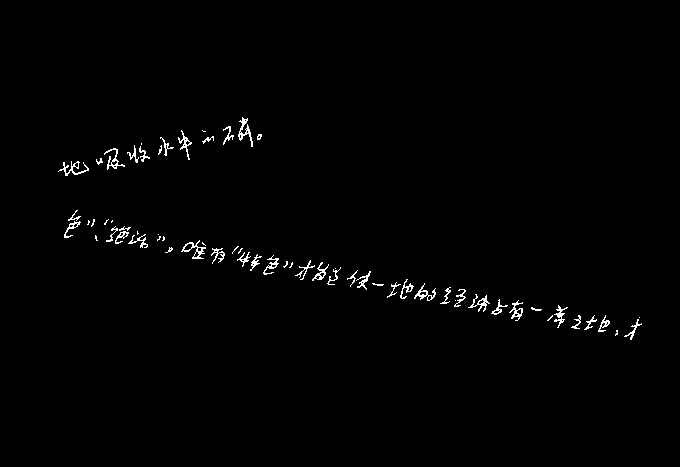 地吸收水中的磷。
色”、“绝活”。唯有“特色”才能使一地的经济占有一席之地，才